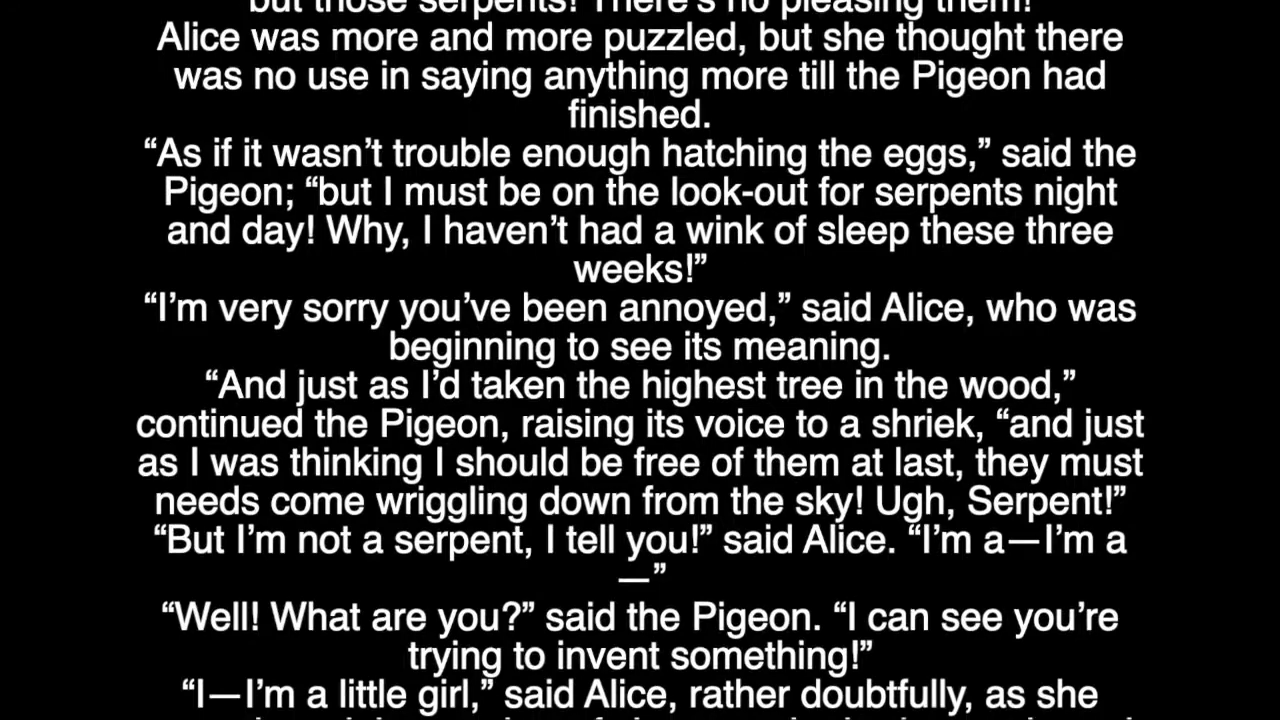 but those serpents! There's no pleasing them!
Alice was more and more puzzled, but she thought there
was no use in saying anything more till the Pigeon had
finished.
“As if it wasn’t trouble enough hatching the eggs,” said the
Pigeon; “but I must be on the look-out for serpents night
and day! Why, I haven’t had a wink of sleep these three
weeks!”
“I’m very sorry you’ve been annoyed,” said Alice, who was
beginning to see its meaning.
“And just as I’d taken the highest tree in the wood,”
continued the Pigeon, raising its voice to a shriek, “and just
as I was thinking I should be free of them at last, they must
needs come wriggling down from the sky! Ugh, Serpent!”
“But I’m not a serpent, I tell you!” said Alice. “I’m a—I’m a
—”
“Well! What are you?” said the Pigeon. “I can see you’re
trying to invent something!”
“I—I’m a little girl,” said Alice, rather doubtfully, as she